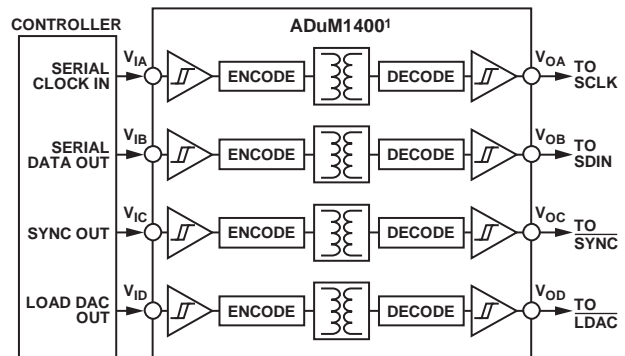 CONTROLLER
ADuM1400¹
SERIAL
CLOCK IN
V_IA
ENCODE
DECODE
V_OA
TO
SCLK
SERIAL
DATA OUT
V_IB
ENCODE
DECODE
V_OB
TO
SDIN
SYNC OUT
V_IC
ENCODE
DECODE
V_OC
TO
SYNC
LOAD DAC
OUT
V_ID
ENCODE
DECODE
V_OD
TO
LDAC